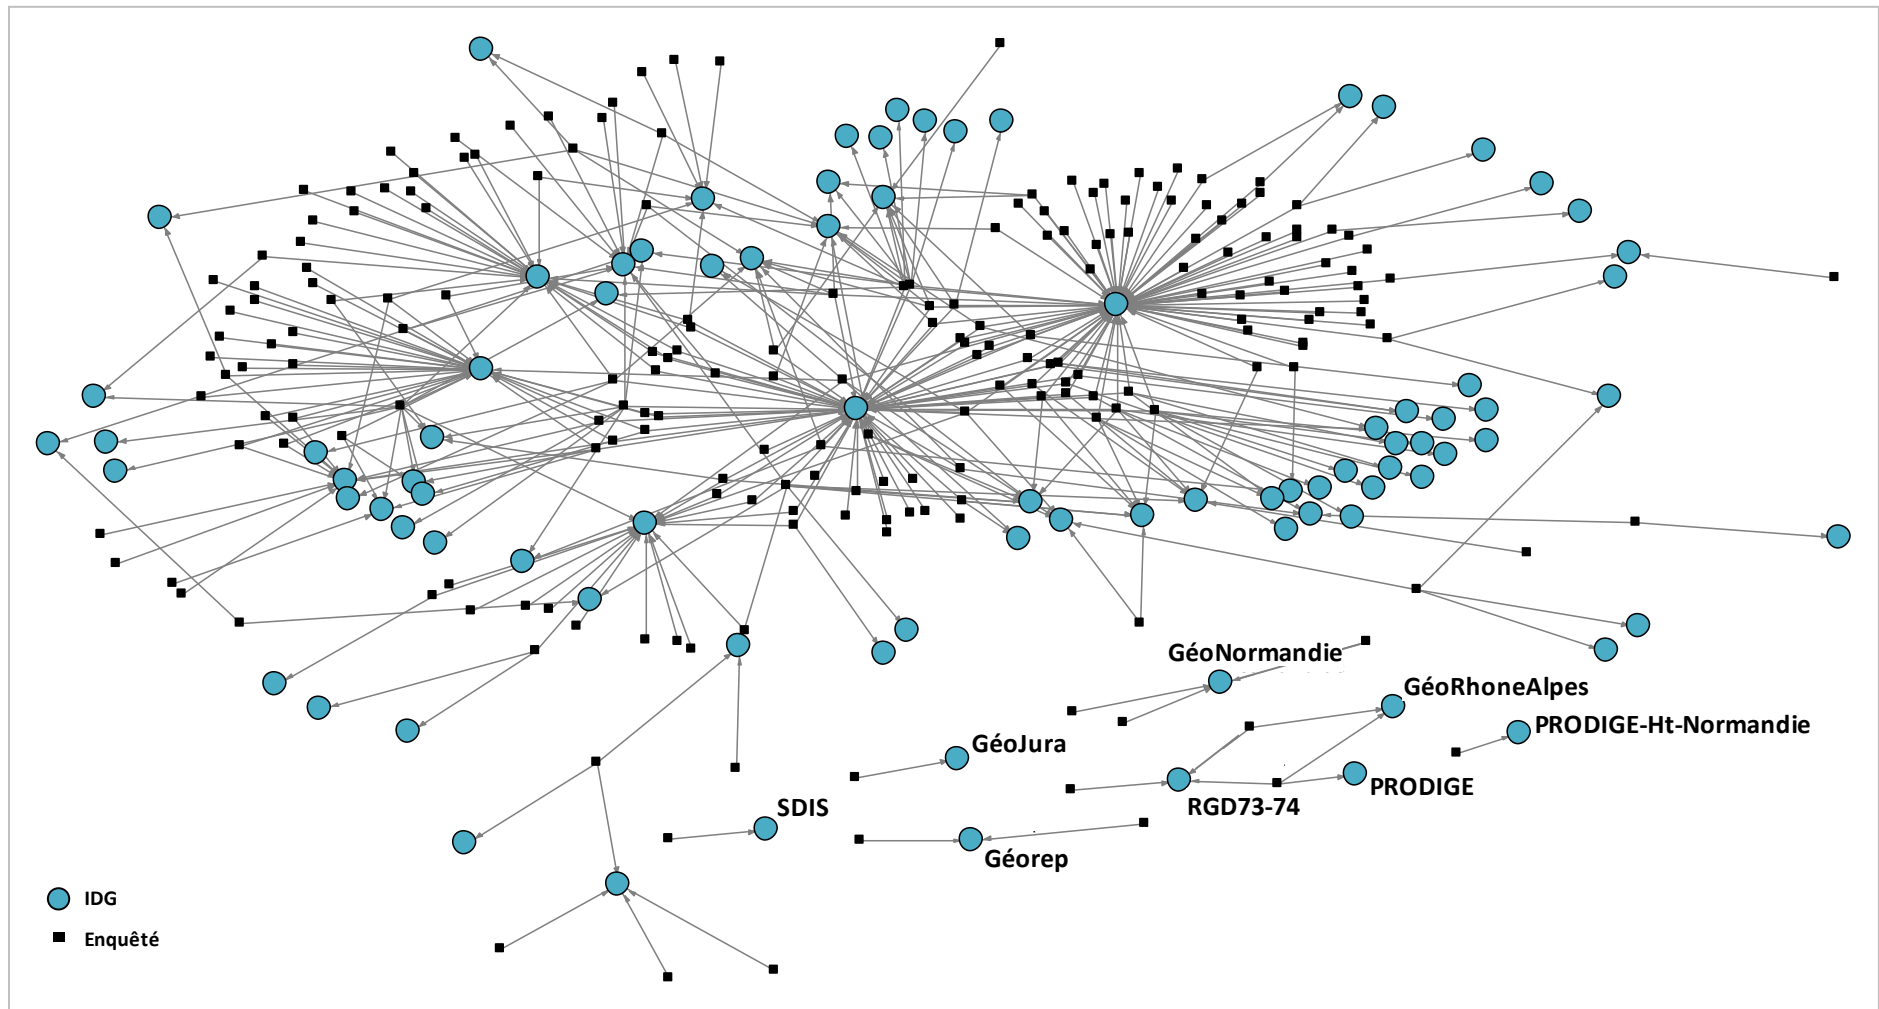 GéoNormandie
GéoRhoneAlpes
PRODIGE-Ht-Normandie
GéoJura
PRODIGE
RGD73-74
SDIS
Géorep
IDG
Enquêté